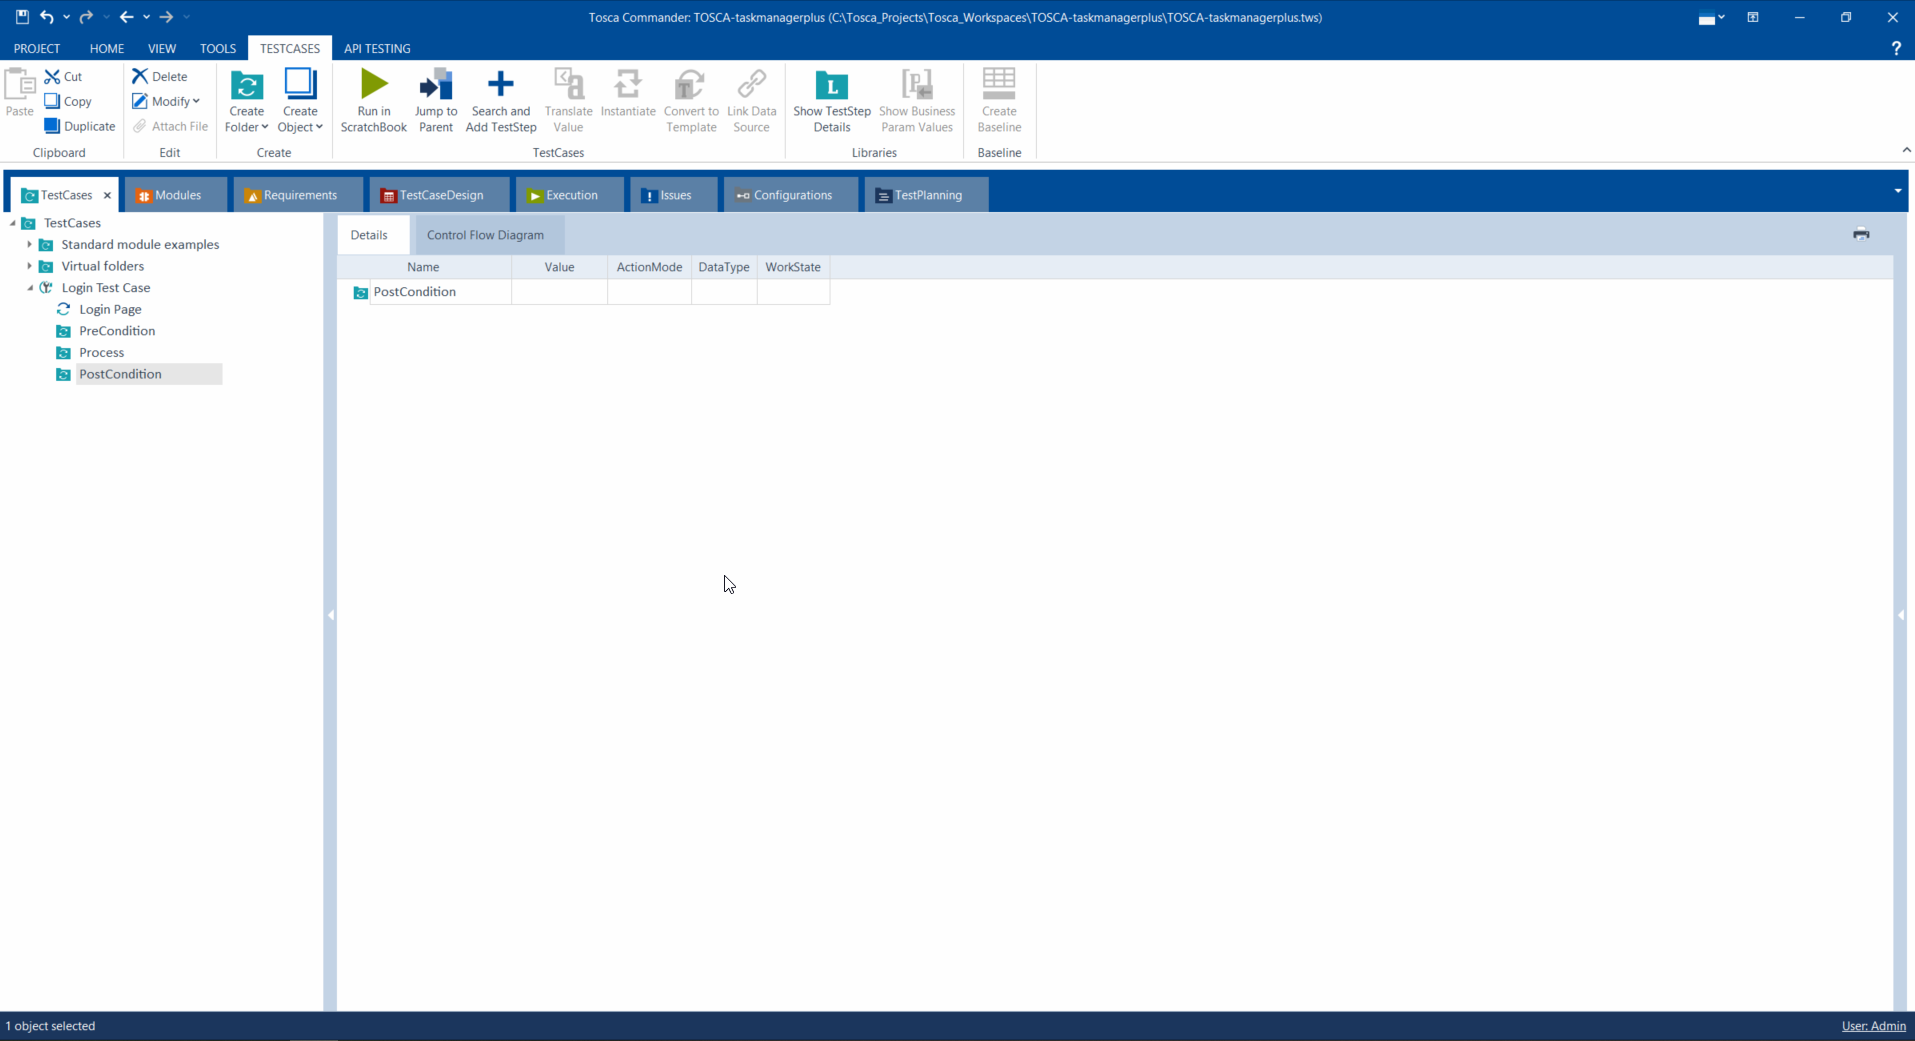 Tosca Commander: TOSCA-taskmanagerplus (C:\Tosca_Projects\Tosca_Workspaces\TOSCA-taskmanagerplus\TOSCA-taskmanagerplus.tws)
PROJECT HOME VIEW TOOLS TESTCASES API TESTING ?
Paste
Cut
Copy
Duplicate
Clipboard
Delete
Modify
Attach File
Edit
Create Folder
Create Object
Create
Run in ScratchBook
Jump to Parent
Search and Add TestStep
Translate Value
Instantiate
Convert to Template
Link Data Source
TestCases
Show TestStep Details
Show Business Param Values
Libraries
Create Baseline
Baseline
TestCases Modules Requirements TestCaseDesign Execution Issues Configurations TestPlanning
TestCases
Standard module examples
Virtual folders
Login Test Case
Login Page
PreCondition
Process
PostCondition
Details Control Flow Diagram
Name Value ActionMode DataType WorkState
PostCondition
1 object selected
User: Admin